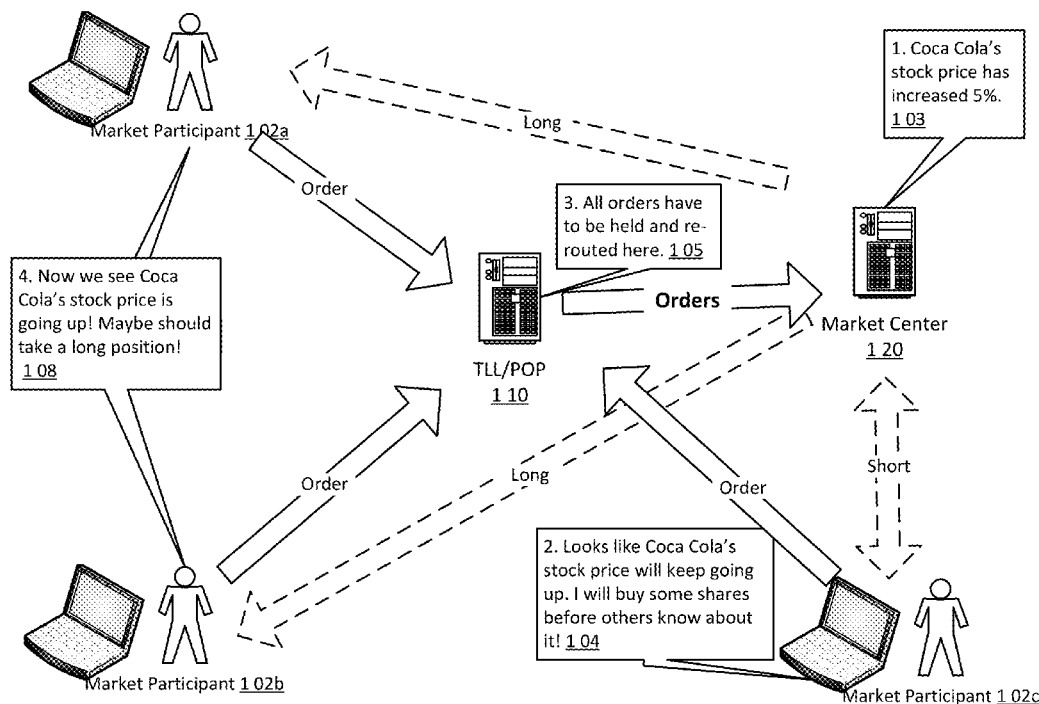 1. Coca Cola's
stock price has
increased 5%.
1 03
Market Participant 1 02a
Long
Order
3. All orders have
to be held and re-
routed here. 1 05
4. Now we see Coca
Cola's stock price is
going up! Maybe should
take a long position!
1 08
Orders
Market Center
1 20
TLL/POP
1 10
Order
Long
Order
Short
2. Looks like Coca Cola's
stock price will keep going
up. I will buy some shares
before others know about
it! 1 04
Market Participant 1 02b
Market Participant 1 02c